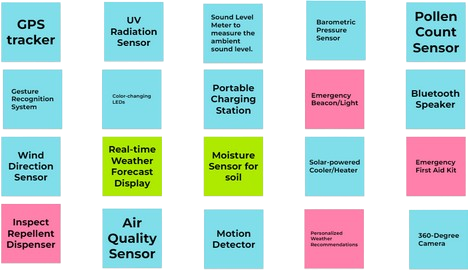 GPS
tracker
UV
Radiation
Sensor
Sound Level
Meter to
measure the
ambient
sound level.
Barometric
Pressure
Sensor
Pollen
Count
Sensor
Gesture
Recognition
System
Color-changing
LEDs
Portable
Charging
Station
Emergency
Beacon/Light
Bluetooth
Speaker
Wind
Direction
Sensor
Real-time
Weather
Forecast
Display
Moisture
Sensor for
soil
Solar-powered
Cooler/Heater
Emergency
First Aid Kit
Inspect
Repellent
Dispenser
Air
Quality
Sensor
Motion
Detector
Personalized
Weather
Recommendations
360-Degree
Camera